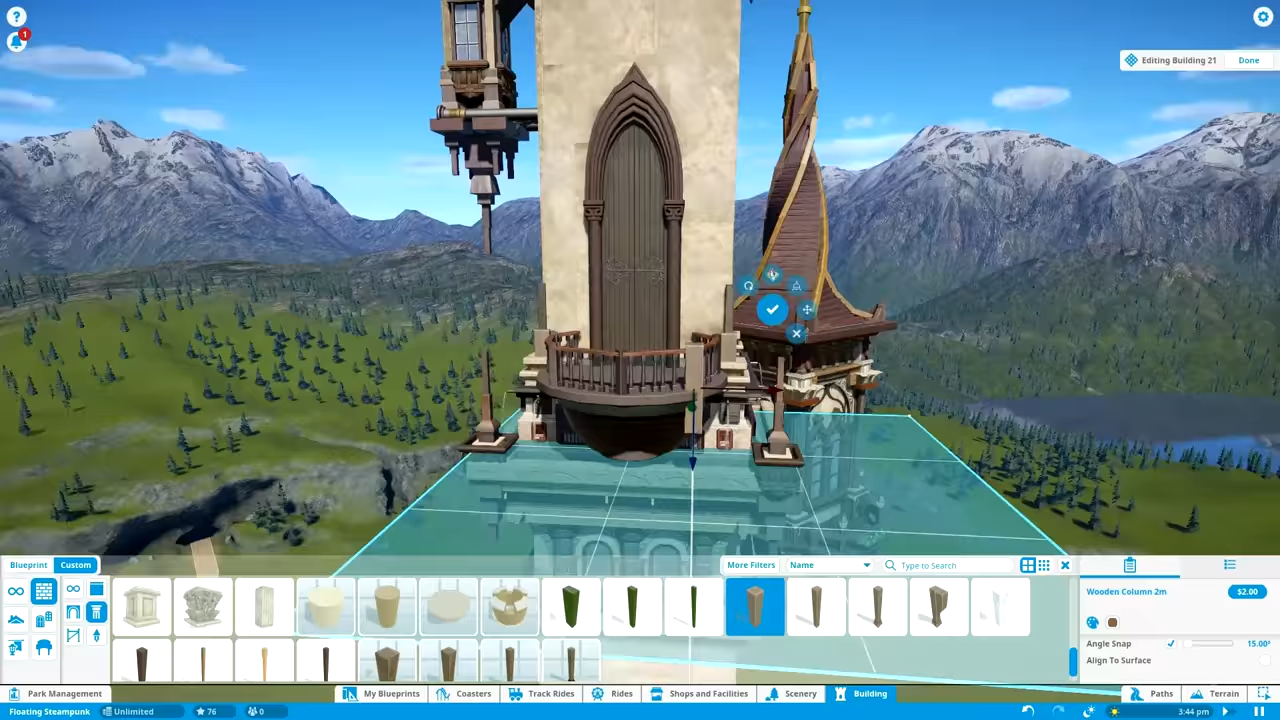 ?
1
Editing Building 21 Done
Blueprint Custom More Filters Name Type to Search
Wooden Column 2m $2.00
Angle Snap 15.00°
Align To Surface
Park Management My Blueprints Coasters Track Rides Rides Shops and Facilities Scenery Building Paths Terrain
Floating Steampunk Unlimited 76 0 3:44 pm